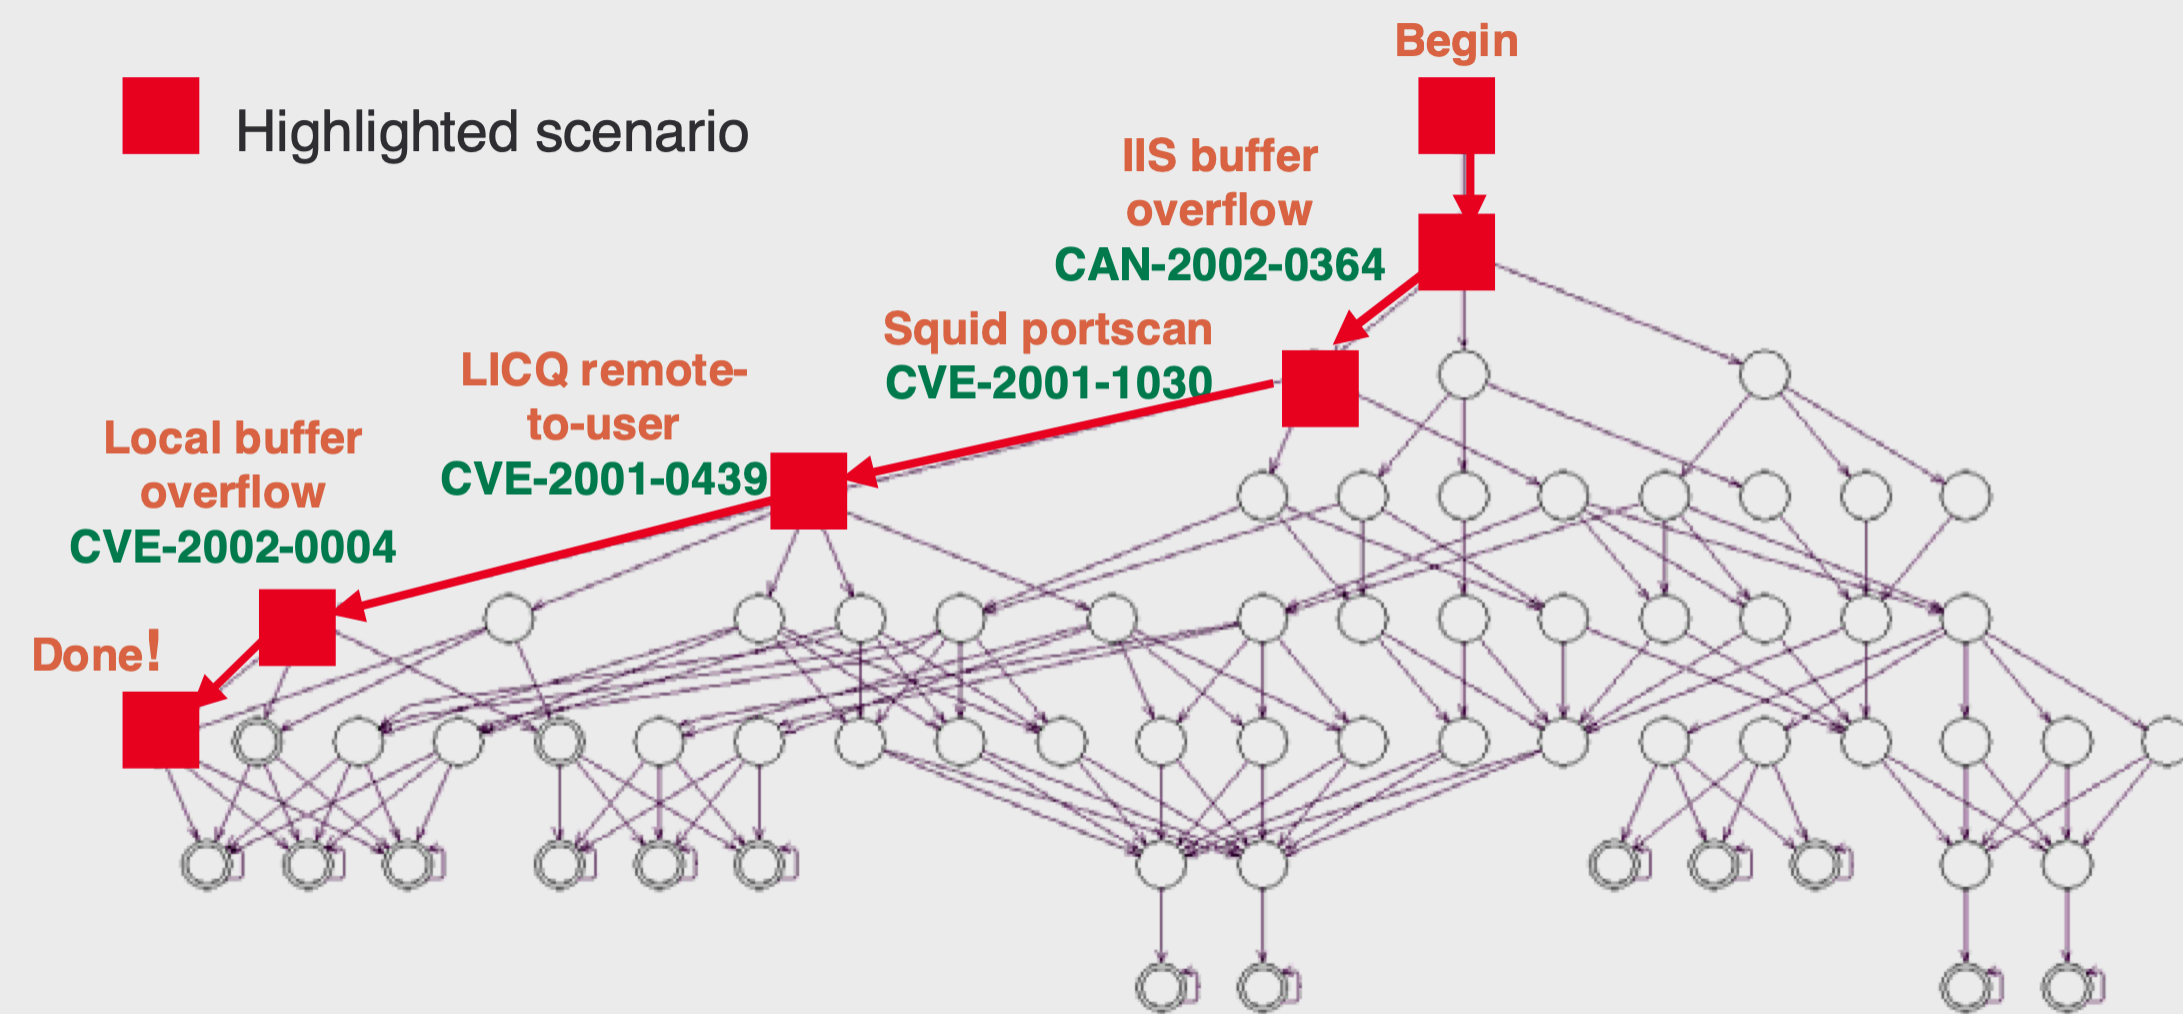 Begin
Highlighted scenario
IIS buffer
overflow
CAN-2002-0364
Squid portscan
CVE-2001-1030
LICQ remote-
to-user
CVE-2001-0439
Local buffer
overflow
CVE-2002-0004
Done!